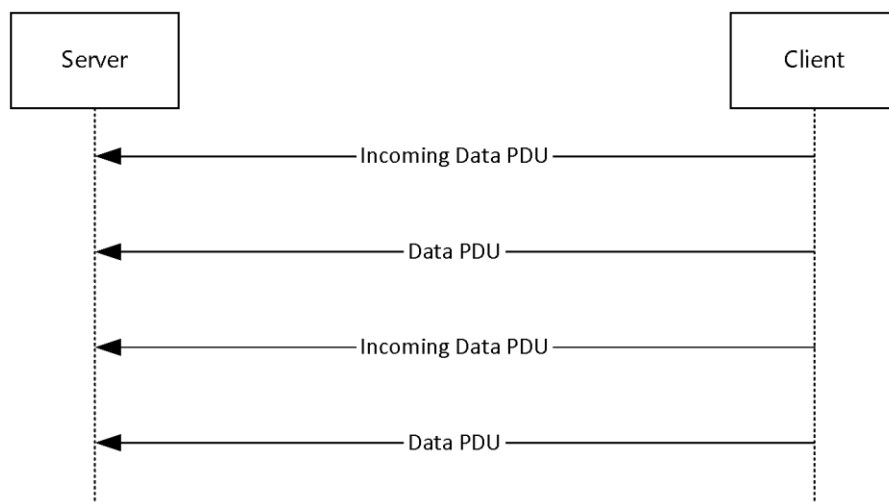 Server
Client
Incoming Data PDU
Data PDU
Incoming Data PDU
Data PDU